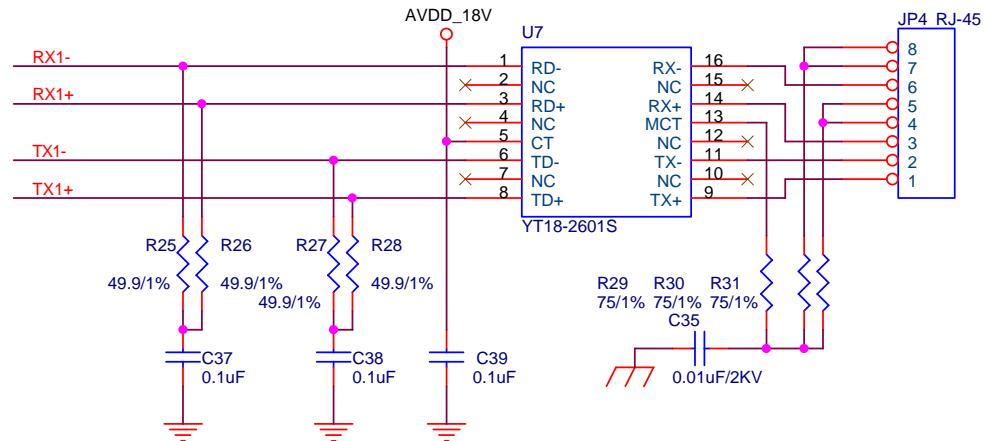 AVDD_18V
JP4 RJ-45
U7
RX1-
1 RD- RX- 16
2 NC NC 15
RX1+
3 RD+ RX+ 14
4 NC MCT 13
5 CT NC 12
TX1-
6 TD- TX- 11
7 NC NC 10
TX1+
8 TD+ TX+ 9
YT18-2601S
8
7
6
5
4
3
2
1
R25
49.9/1%
R26
49.9/1%
R27
49.9/1%
R28
49.9/1%
R29
75/1%
R30
75/1%
R31
75/1%
C35
0.01uF/2KV
C37
0.1uF
C38
0.1uF
C39
0.1uF